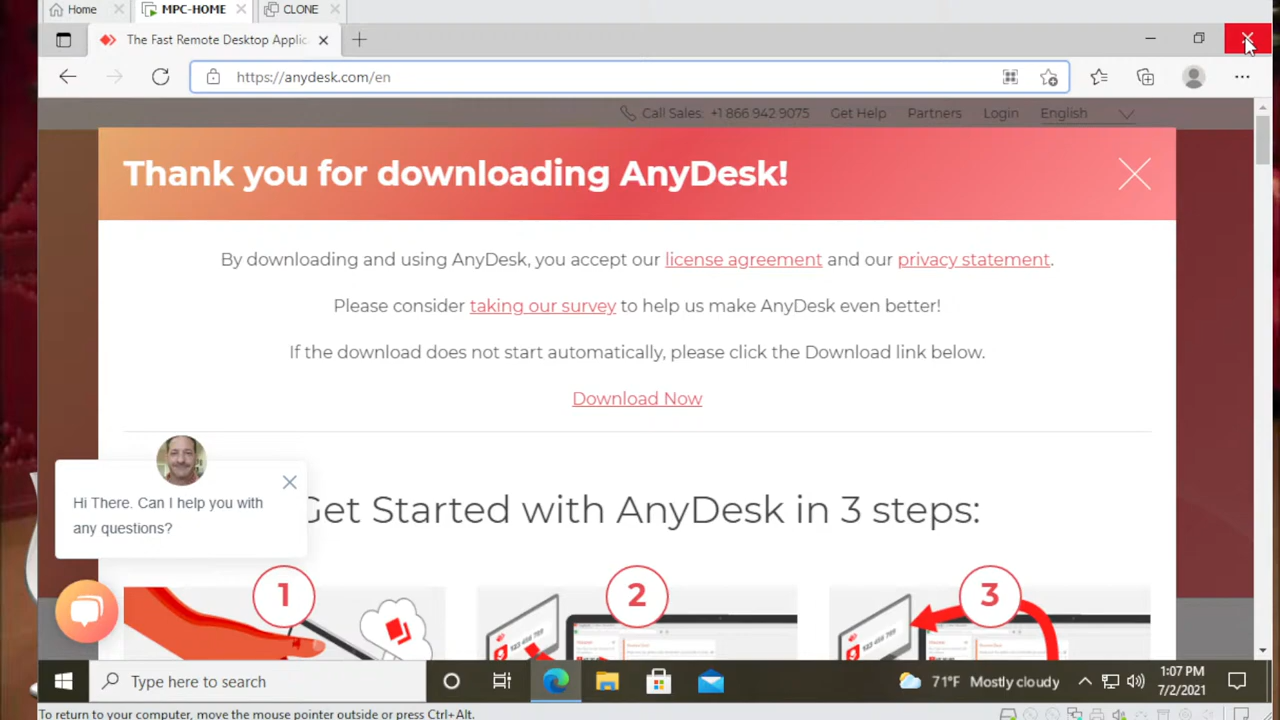 Home
MPC-HOME
CLONE
The Fast Remote Desktop Applic
https://anydesk.com/en
Call Sales: +1 866 942 9075 Get Help Partners Login English
Thank you for downloading AnyDesk!
By downloading and using AnyDesk, you accept our license agreement and our privacy statement.
Please consider taking our survey to help us make AnyDesk even better!
If the download does not start automatically, please click the Download link below.
Download Now
Hi There. Can I help you with
any questions?
Get Started with AnyDesk in 3 steps:
1
2
3
Type here to search
71°F Mostly cloudy
1:07 PM
7/2/2021
To return to your computer, move the mouse pointer outside or press Ctrl+Alt.